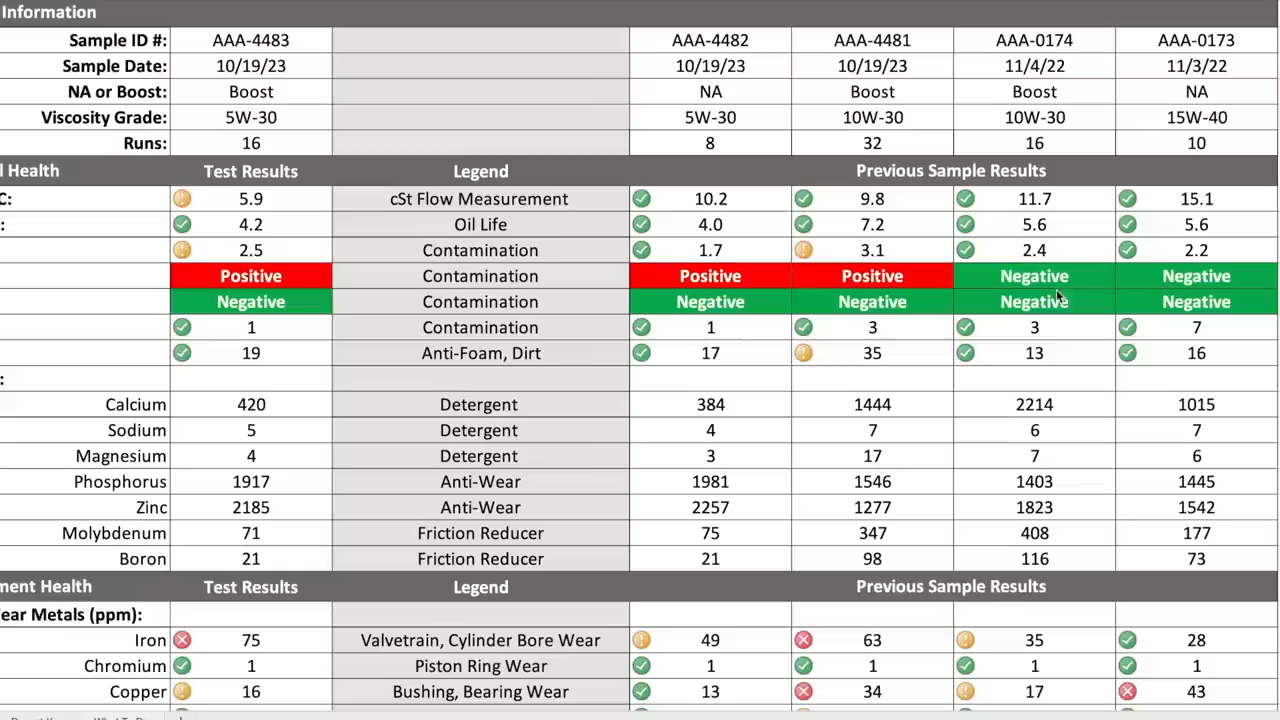 Information
Sample ID #: AAA-4483 AAA-4482 AAA-4481 AAA-0174 AAA-0173
Sample Date: 10/19/23 10/19/23 10/19/23 11/4/22 11/3/22
NA or Boost: Boost NA Boost Boost NA
Viscosity Grade: 5W-30 5W-30 10W-30 10W-30 15W-40
Runs: 16 8 32 16 10
l Health Test Results Legend Previous Sample Results
C: 5.9 cSt Flow Measurement 10.2 9.8 11.7 15.1
: 4.2 Oil Life 4.0 7.2 5.6 5.6
2.5 Contamination 1.7 3.1 2.4 2.2
Positive Contamination Positive Positive Negative Negative
Negative Contamination Negative Negative Negative Negative
1 Contamination 1 3 3 7
19 Anti-Foam, Dirt 17 35 13 16
:
Calcium 420 Detergent 384 1444 2214 1015
Sodium 5 Detergent 4 7 6 7
Magnesium 4 Detergent 3 17 7 6
Phosphorus 1917 Anti-Wear 1981 1546 1403 1445
Zinc 2185 Anti-Wear 2257 1277 1823 1542
Molybdenum 71 Friction Reducer 75 347 408 177
Boron 21 Friction Reducer 21 98 116 73
ment Health Test Results Legend Previous Sample Results
ear Metals (ppm):
Iron 75 Valvetrain, Cylinder Bore Wear 49 63 35 28
Chromium 1 Piston Ring Wear 1 1 1 1
Copper 16 Bushing, Bearing Wear 13 34 17 43